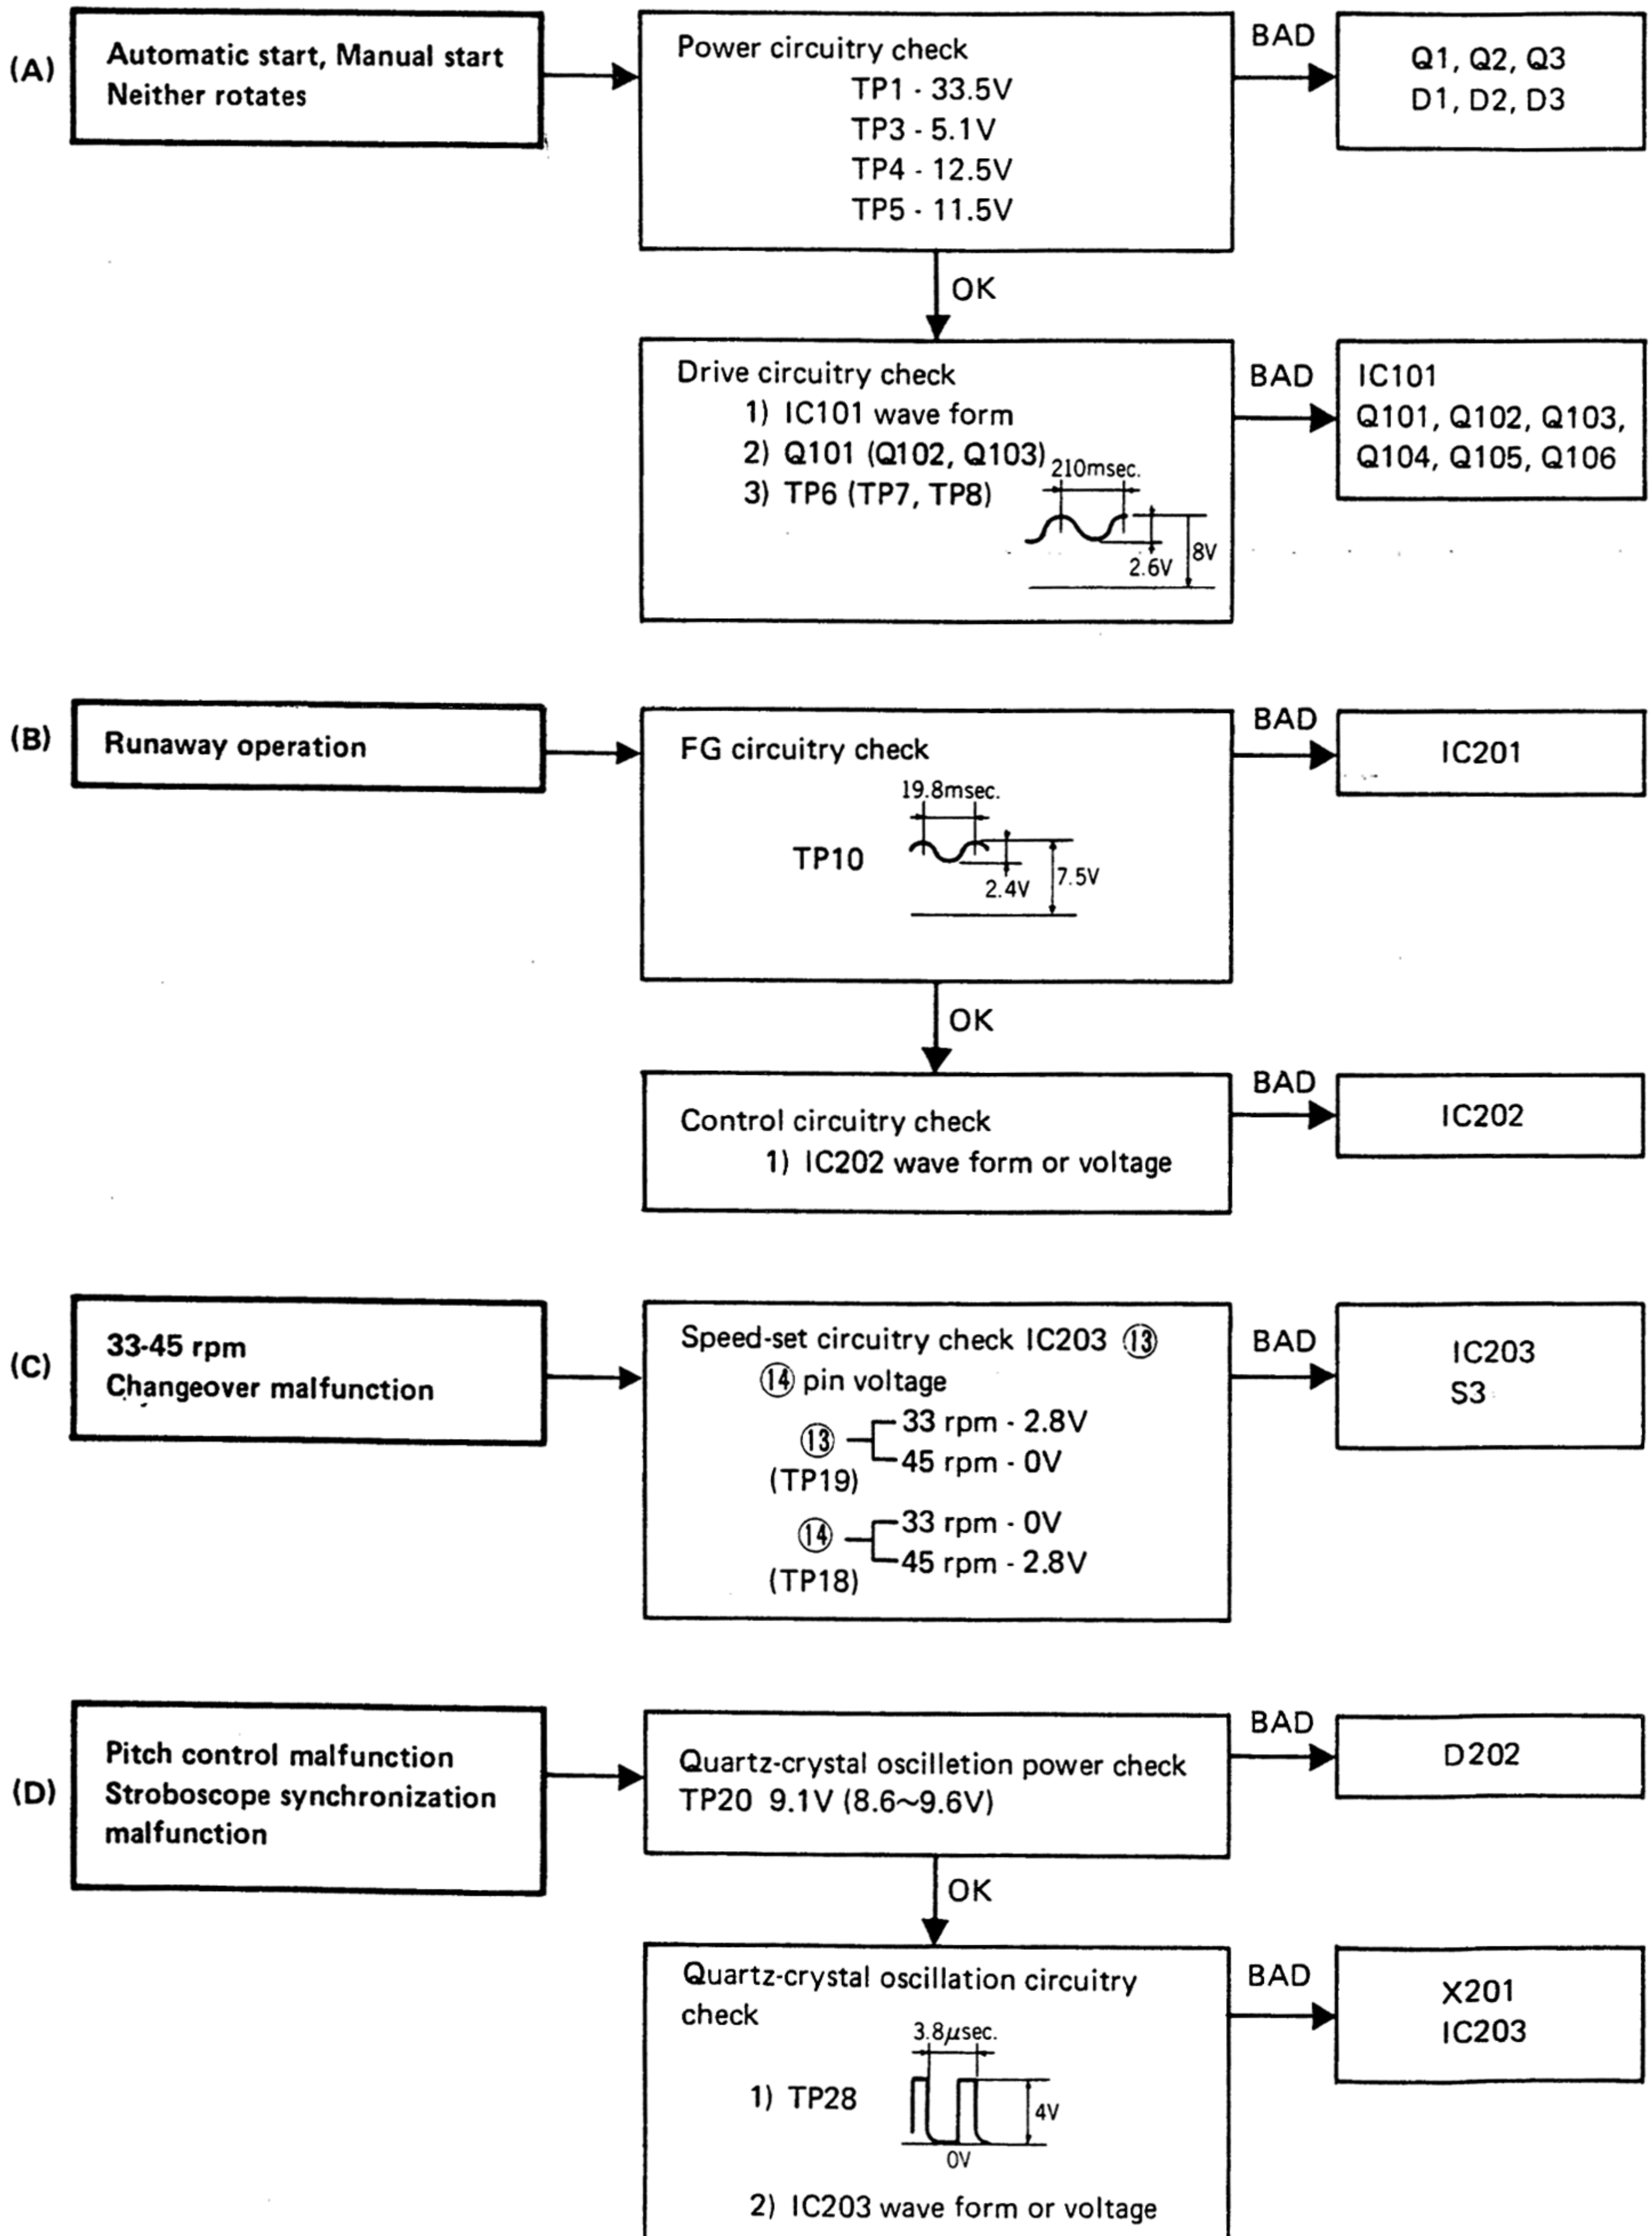 (A)
Automatic start, Manual start
Neither rotates
Power circuitry check
TP1 - 33.5V
TP3 - 5.1V
TP4 - 12.5V
TP5 - 11.5V
BAD
Q1, Q2, Q3
D1, D2, D3
OK
Drive circuitry check
1) IC101 wave form
2) Q101 (Q102, Q103)
3) TP6 (TP7, TP8)
210msec.
2.6V
8V
BAD
IC101
Q101, Q102, Q103,
Q104, Q105, Q106
(B)
Runaway operation
FG circuitry check
19.8msec.
TP10
2.4V
7.5V
BAD
IC201
OK
Control circuitry check
1) IC202 wave form or voltage
BAD
IC202
(C)
33-45 rpm
Changeover malfunction
Speed-set circuitry check IC203 ⑬
⑭ pin voltage
⑬
33 rpm - 2.8V
45 rpm - 0V
(TP19)
⑭
33 rpm - 0V
45 rpm - 2.8V
(TP18)
BAD
IC203
S3
(D)
Pitch control malfunction
Stroboscope synchronization
malfunction
Quartz-crystal oscilletion power check
TP20 9.1V (8.6~9.6V)
BAD
D202
OK
Quartz-crystal oscillation circuitry
check
3.8μsec.
1) TP28
4V
0V
2) IC203 wave form or voltage
BAD
X201
IC203